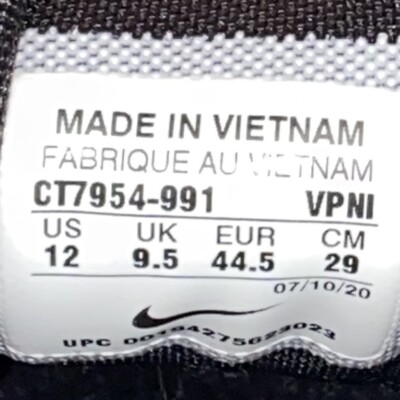 MADE IN VIETNAM
FABRIQUE AU VIETNAM
CT7954-991 VPNI
US UK EUR CM
12 9.5 44.5 29
07/10/20
UPC